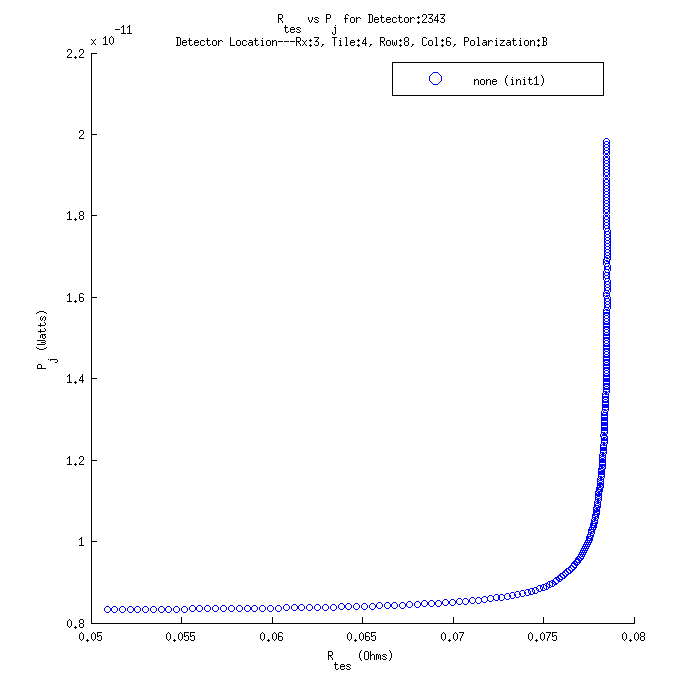 R_tes vs P_j for Detector:2343
x 10^-11
Detector Location---Rx:3, Tile:4, Row:8, Col:6, Polarization:B
none (init1)
2.2
2
1.8
1.6
1.4
1.2
1
0.8
P_j (Watts)
0.05 0.055 0.06 0.065 0.07 0.075 0.08
R_tes (Ohms)